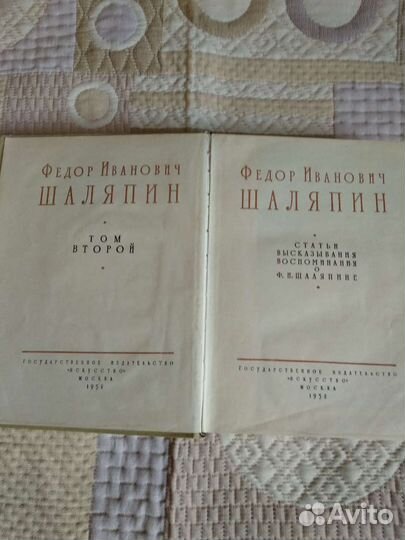 ФЕДОР ИВАНОВИЧ
ШАЛЯПИН
ТОМ
ВТОРОЙ
ГОСУДАРСТВЕННОЕ ИЗДАТЕЛЬСТВО
«ИСКУССТВО»
МОСКВА
1958
ФЕДОР ИВАНОВИЧ
ШАЛЯПИН
СТАТЬИ
ВЫСКАЗЫВАНИЯ
ВОСПОМИНАНИЯ
О
Ф. И. ШАЛЯПИНЕ
ГОСУДАРСТВЕННОЕ ИЗДАТЕЛЬСТВО
«ИСКУССТВО»
МОСКВА
1958
Avito